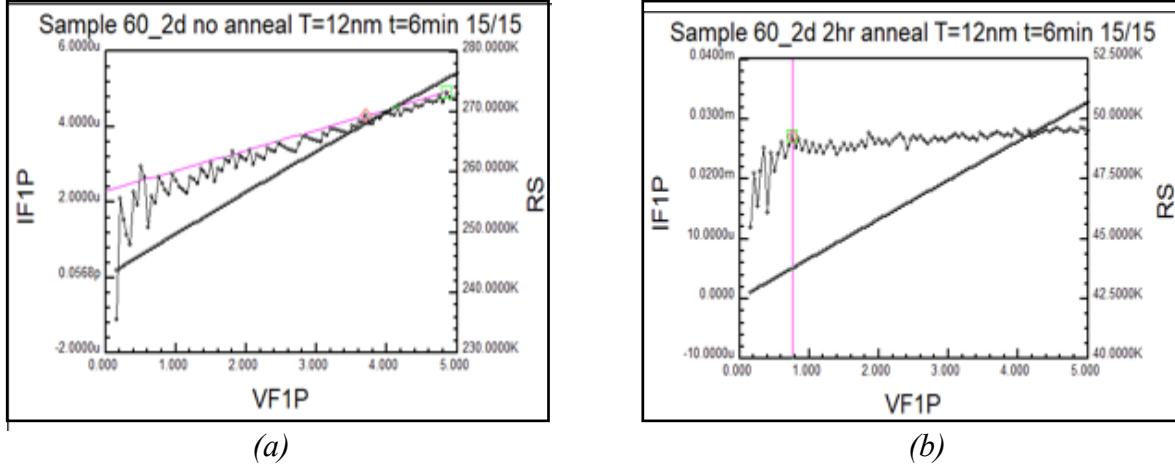 Sample 60_2d no anneal T=12nm t=6min 15/15
6.0000u
4.0000u
2.0000u
0.0568p
-2.0000u
IF1P
280.0000K
270.0000K
260.0000K
250.0000K
240.0000K
230.0000K
RS
0.000 1.000 2.000 3.000 4.000 5.000
VF1P
(a)
Sample 60_2d 2hr anneal T=12nm t=6min 15/15
0.0400m
0.0300m
0.0200m
10.0000u
0.0000
-10.0000u
IF1P
52.5000K
50.0000K
47.5000K
45.0000K
42.5000K
40.0000K
RS
0.000 1.000 2.000 3.000 4.000 5.000
VF1P
(b)